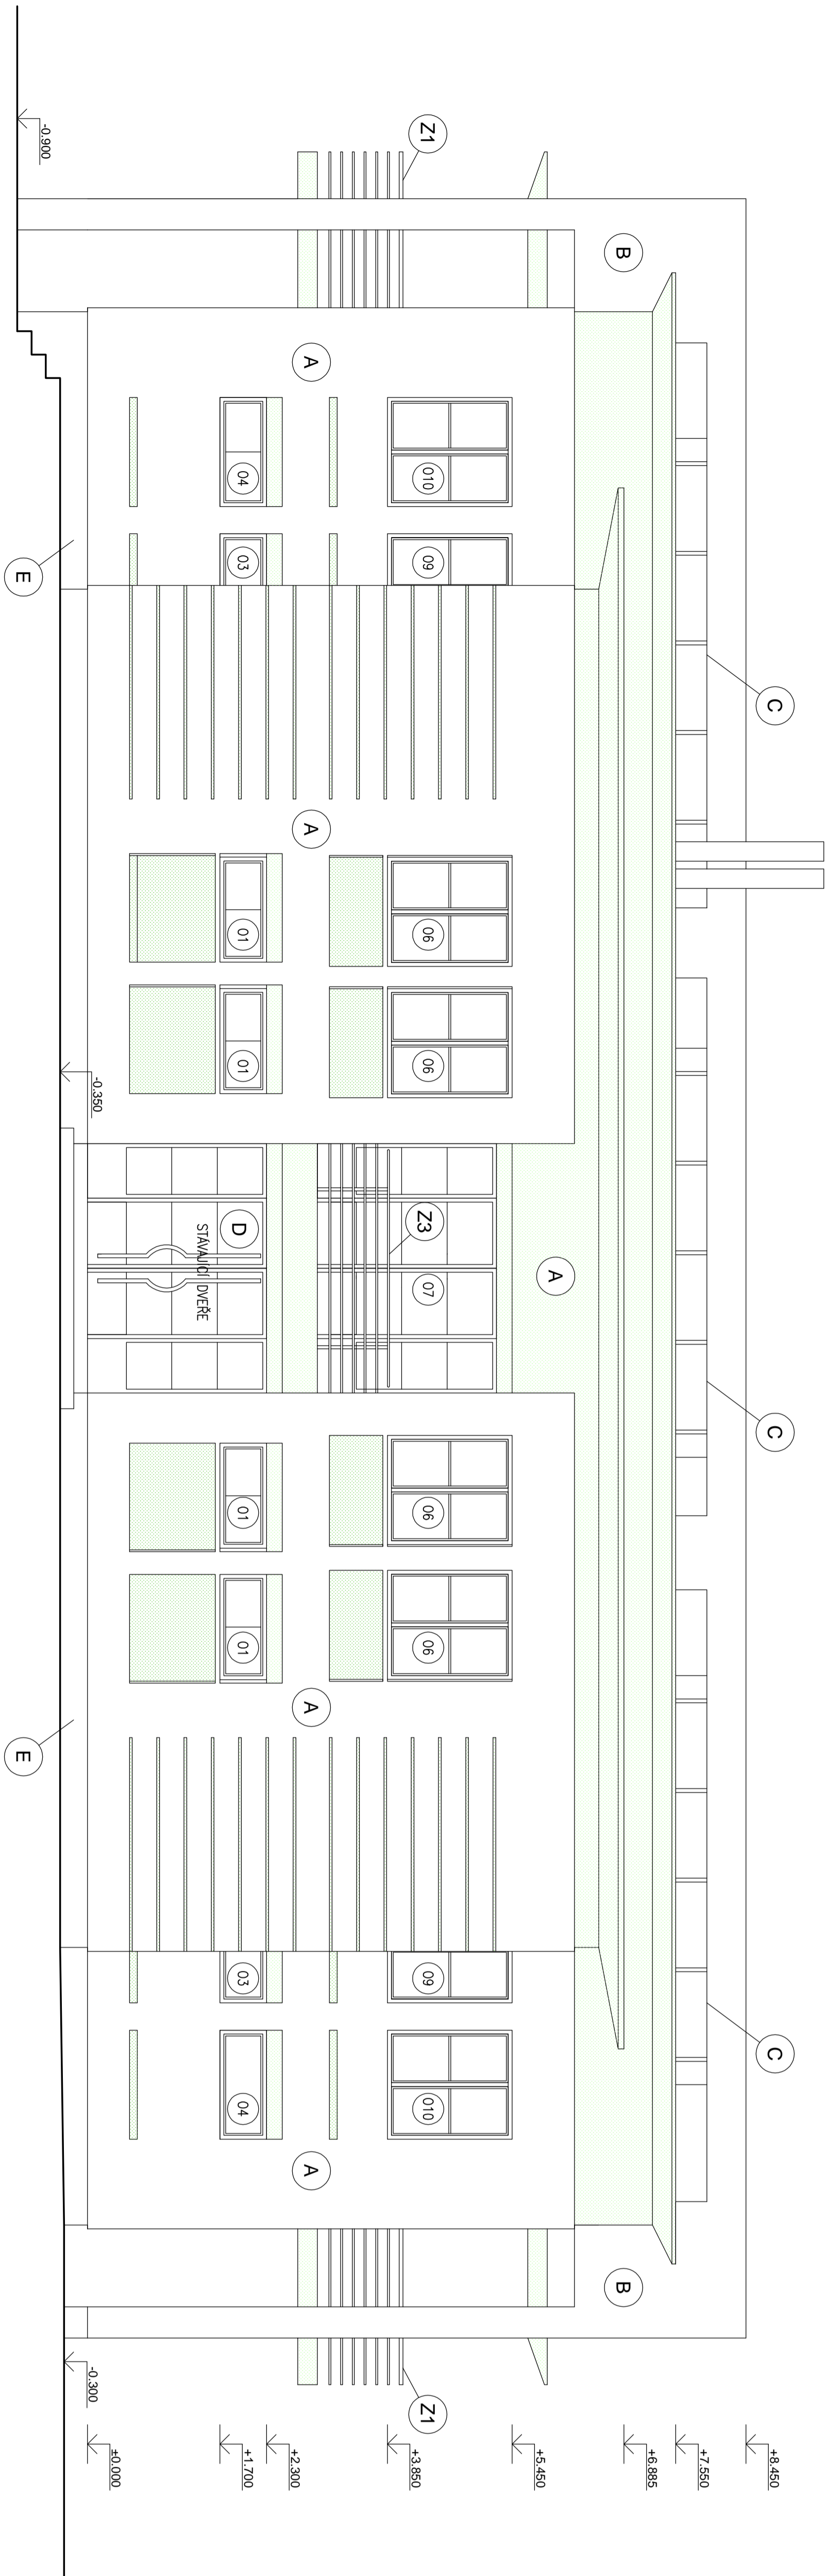 C
C
C
+8.450
+7.550
+6.885
B
B
A
+5.450
Z1
010
09
06
06
Z3
07
06
06
09
010
Z1
+3.850
A
A
A
A
+2.300
04
03
01
01
D
01
01
03
04
+1.700
STÁVAJÍCÍ DVEŘE
±0.000
-0.350
-0.300
-0.900
E
E